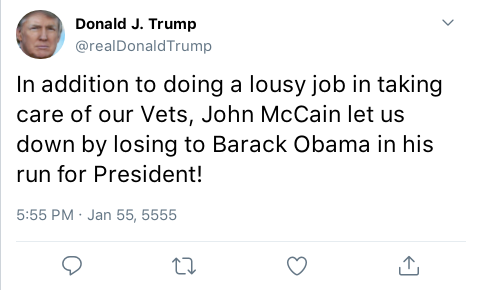 Donald J. Trump
@realDonaldTrump
In addition to doing a lousy job in taking
care of our Vets, John McCain let us
down by losing to Barack Obama in his
run for President!
5:55 PM · Jan 55, 5555